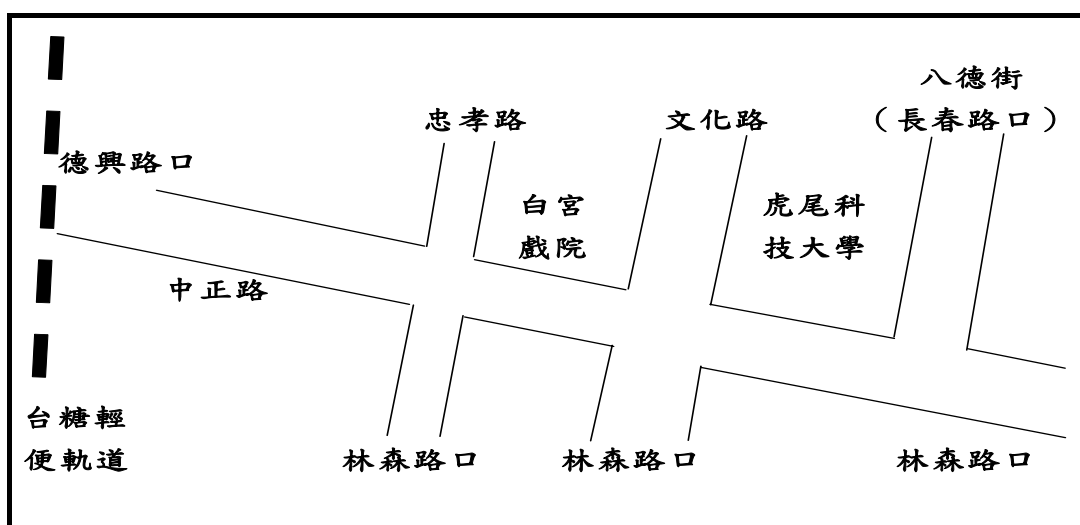 八德街
(長春路口)
忠孝路
文化路
德興路口
白宮
戲院
虎尾科
技大學
中正路
台糖輕
便軌道
林森路口
林森路口
林森路口